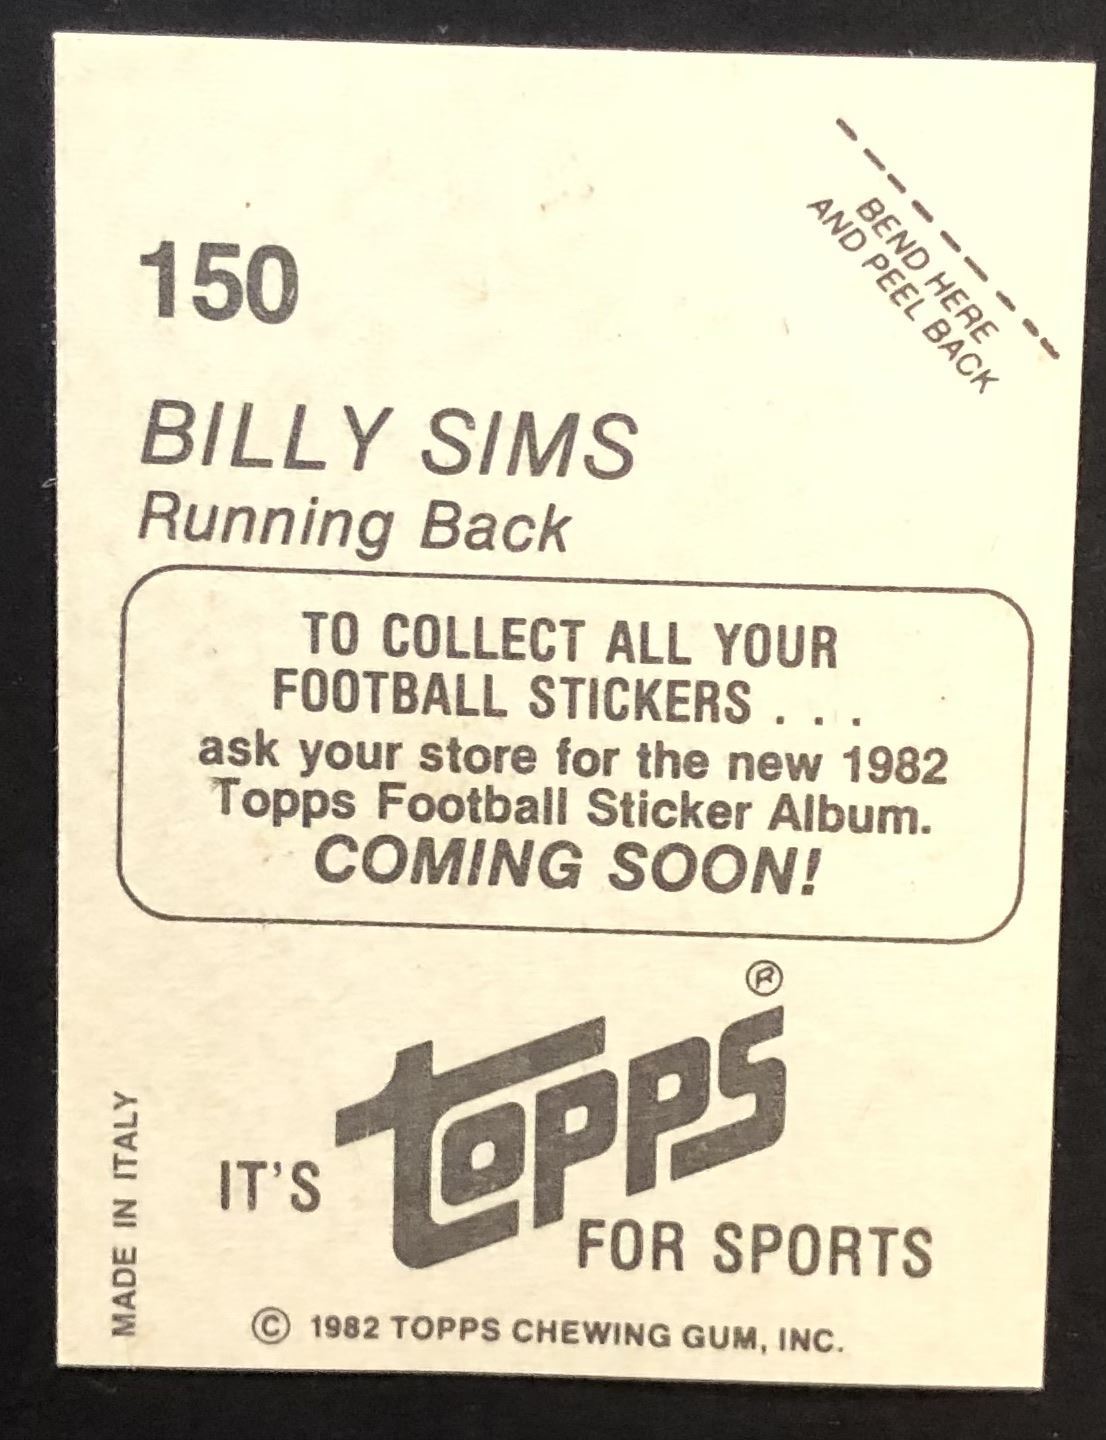 BEND HERE
AND PEEL BACK
150
BILLY SIMS
Running Back
TO COLLECT ALL YOUR
FOOTBALL STICKERS . . .
ask your store for the new 1982
Topps Football Sticker Album.
COMING SOON!
IT'S topps®
FOR SPORTS
MADE IN ITALY
© 1982 TOPPS CHEWING GUM, INC.